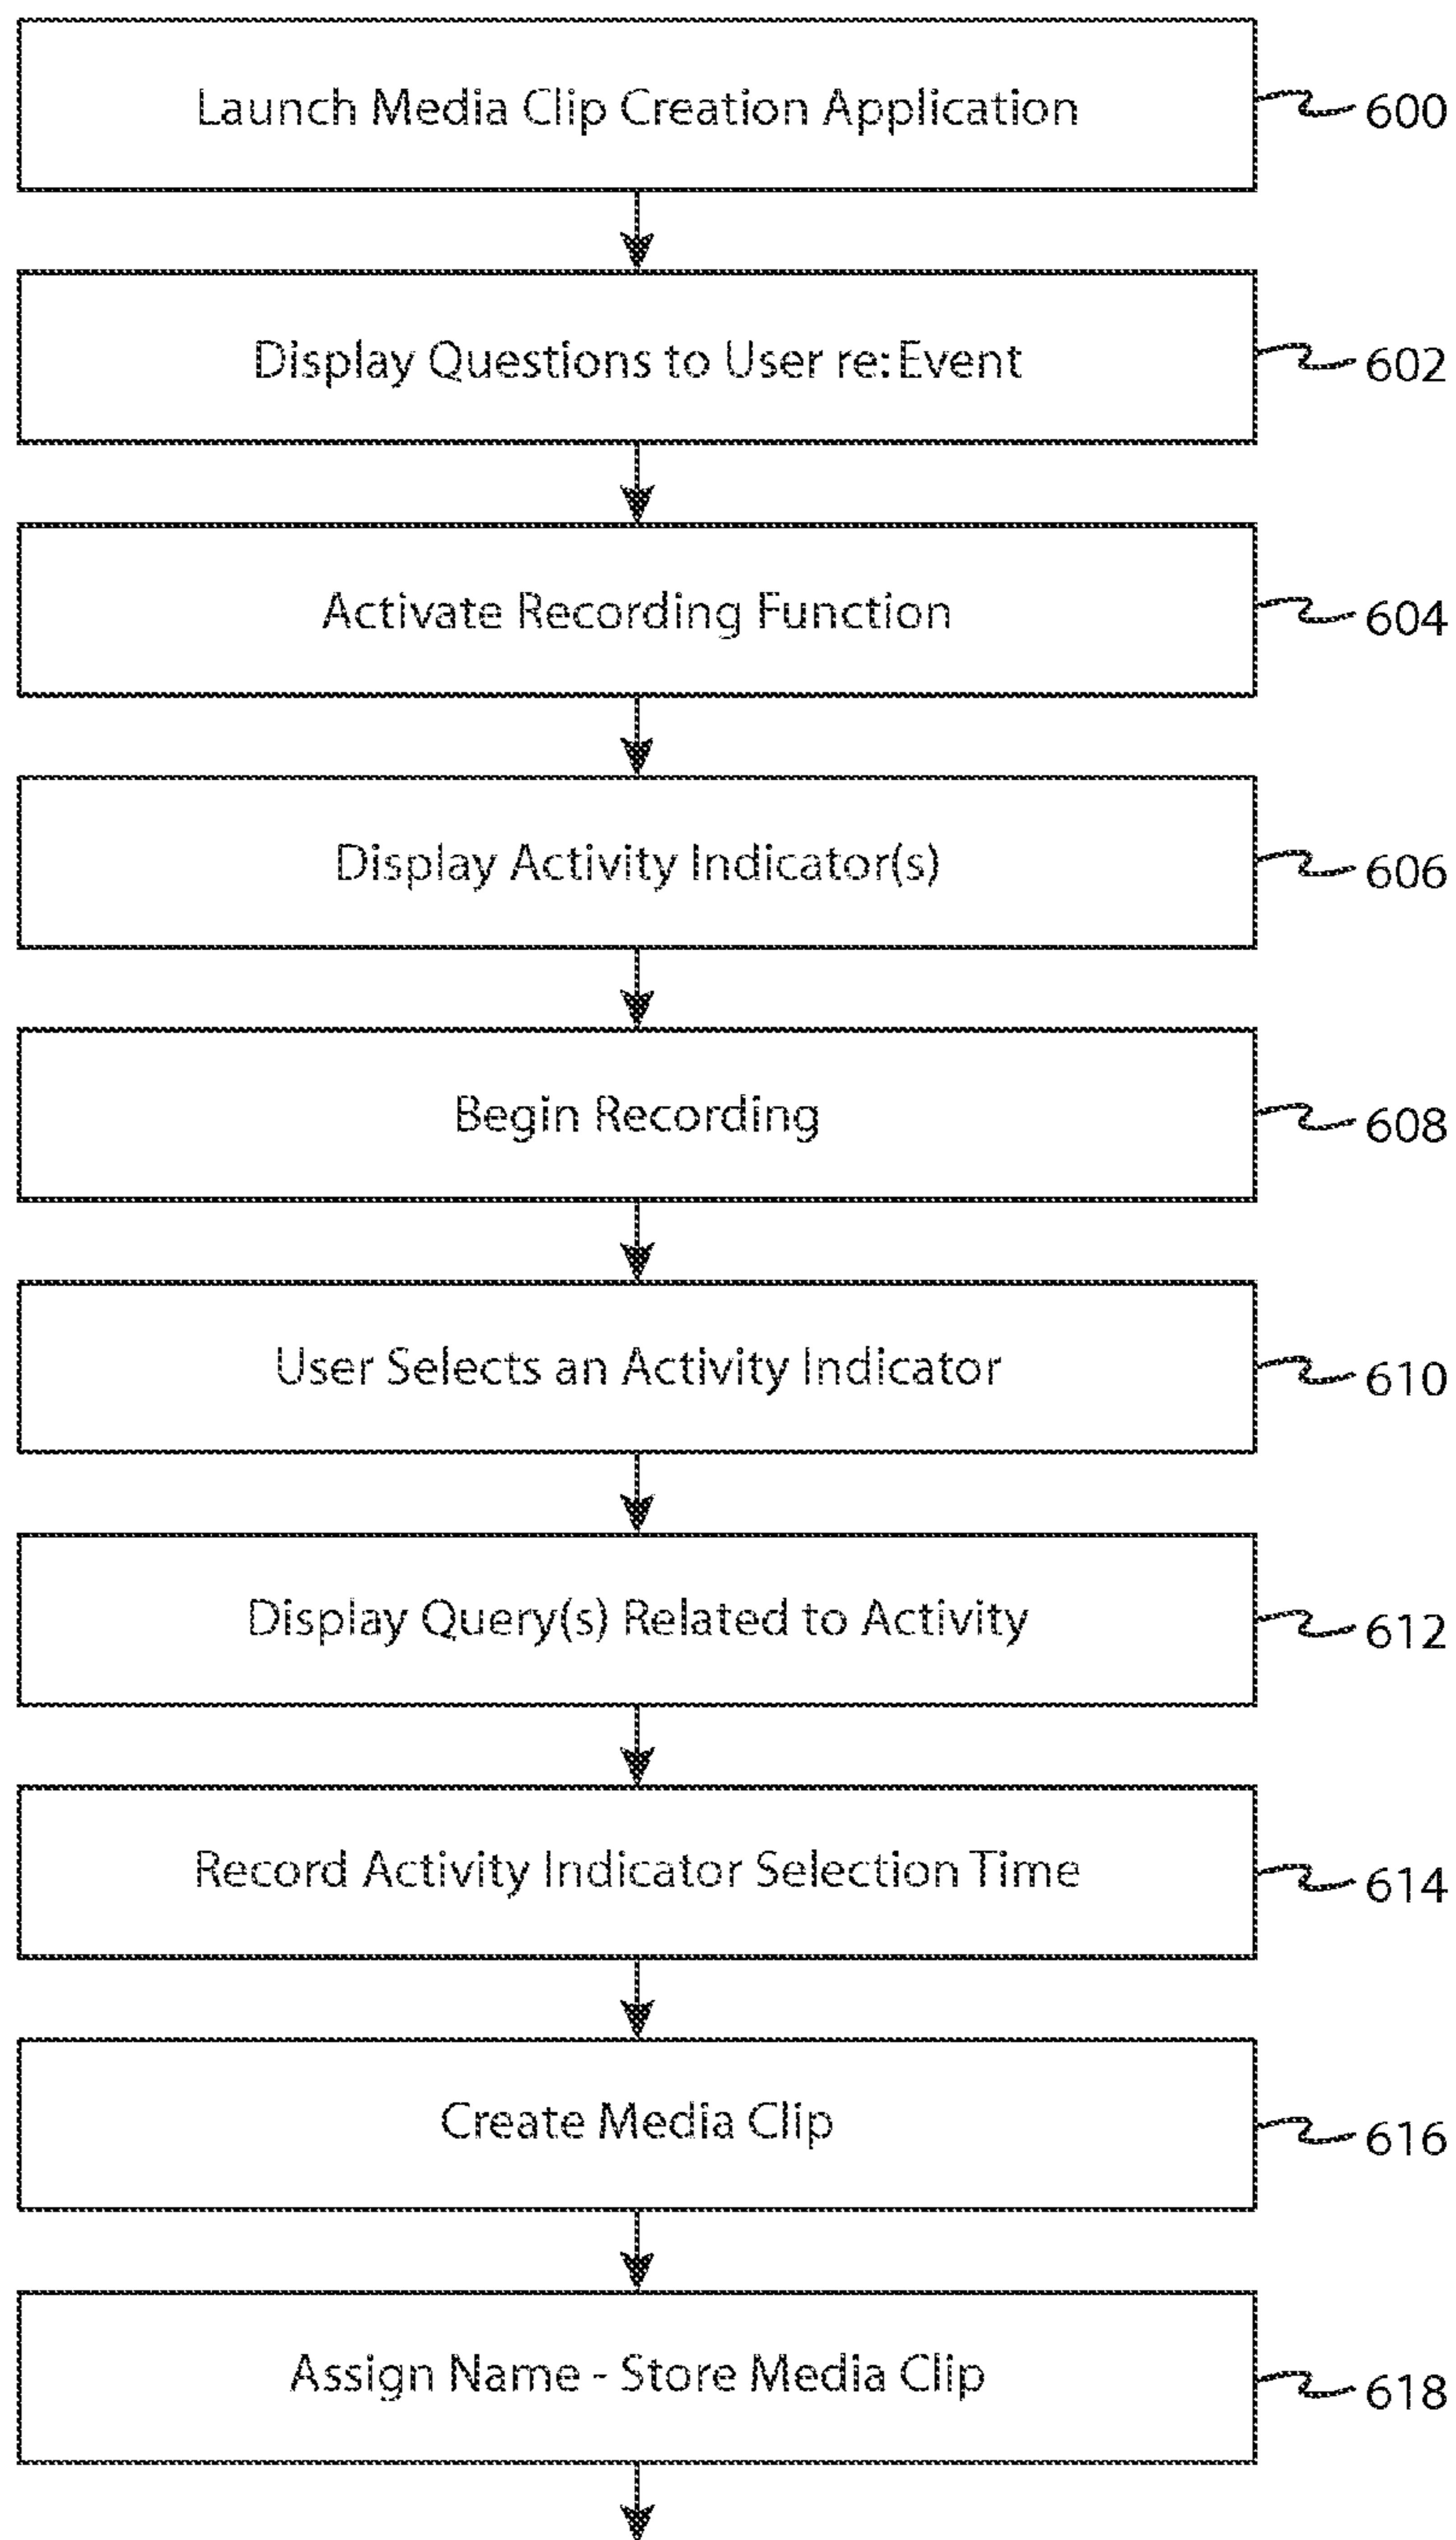 Launch Media Clip Creation Application
600
Display Questions to User re: Event
602
Activate Recording Function
604
Display Activity Indicator(s)
606
Begin Recording
608
User Selects an Activity Indicator
610
Display Query(s) Related to Activity
612
Record Activity Indicator Selection Time
614
Create Media Clip
616
Assign Name - Store Media Clip
618